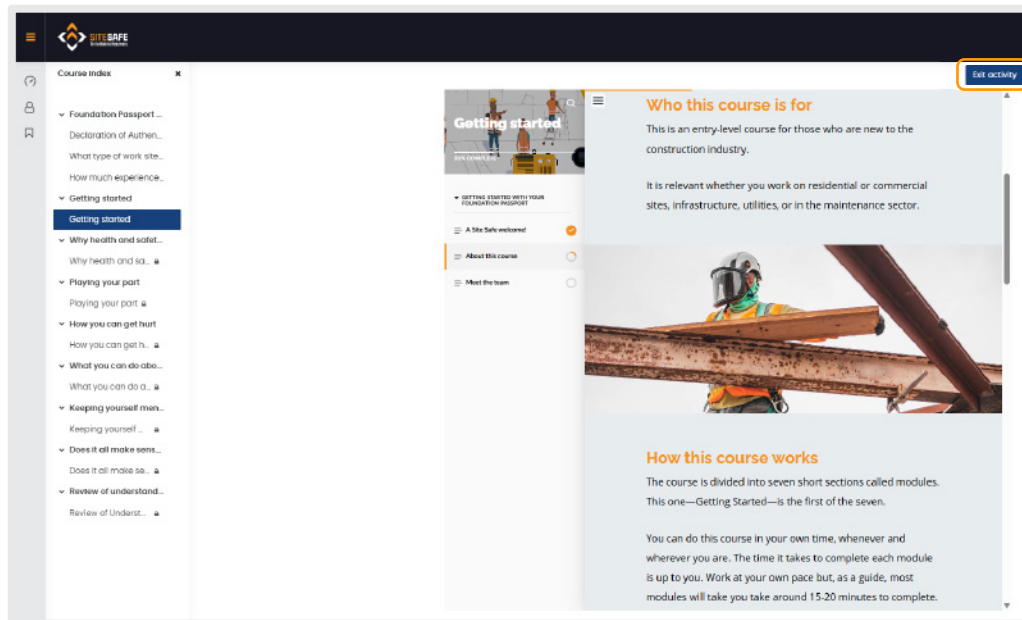 SITESAFE
Exit activity
Course Index
Foundation Passport ...
Declaration of Authen...
What type of work site...
How much experience...
Getting started
Getting started
Why health and safet...
Why health and sa...
Playing your part
Playing your part
How you can get hurt
How you can get h...
What you can do abo...
What you can do a...
Keeping yourself men...
Keeping yourself ...
Does it all make sens...
Does it all make se...
Review of understand...
Review of Underst...
Getting started
COMPLETE
GETTING STARTED WITH YOUR
FOUNDATION PASSPORT
A Site Safe welcome!
About this course
Meet the team
Who this course is for
This is an entry-level course for those who are new to the
construction industry.
It is relevant whether you work on residential or commercial
sites, infrastructure, utilities, or in the maintenance sector.
How this course works
The course is divided into seven short sections called modules.
This one—Getting Started—is the first of the seven.
You can do this course in your own time, whenever and
wherever you are. The time it takes to complete each module
is up to you. Work at your own pace but, as a guide, most
modules will take you take around 15-20 minutes to complete.